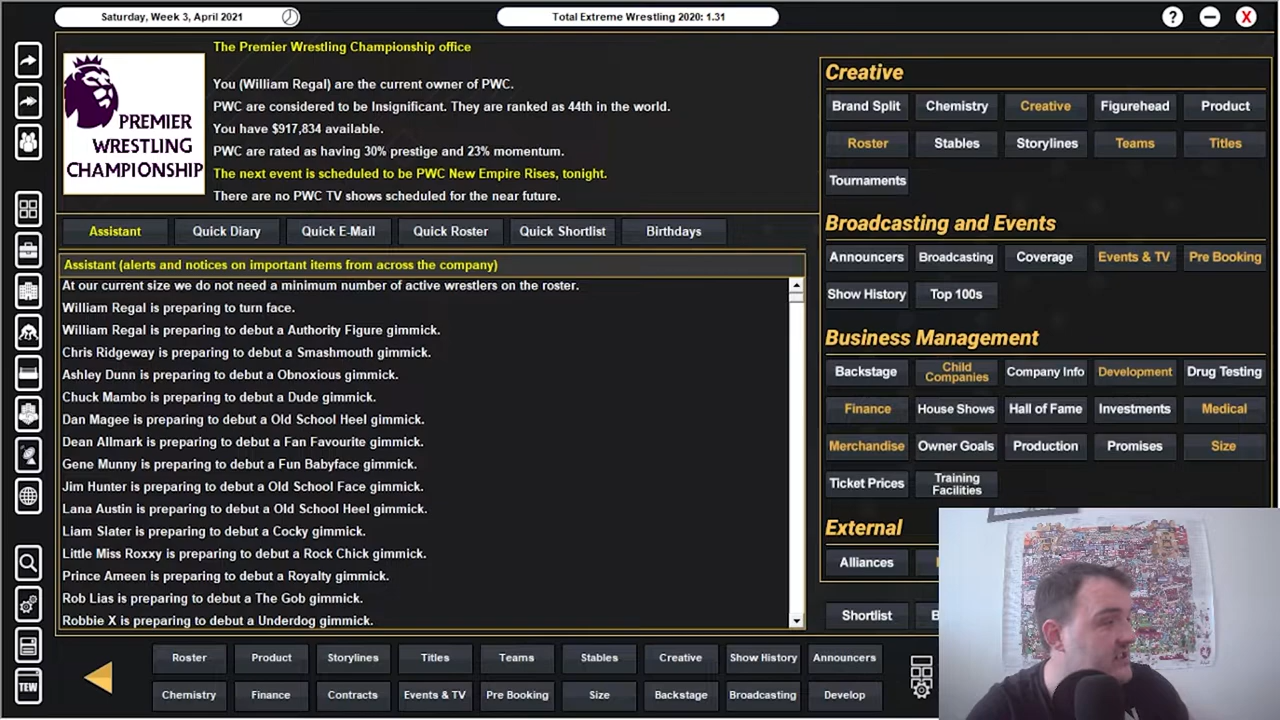 Saturday, Week 3, April 2021
Total Extreme Wrestling 2020: 1.31
? X
PREMIER
WRESTLING
CHAMPIONSHIP
The Premier Wrestling Championship office
You (William Regal) are the current owner of PWC.
PWC are considered to be Insignificant. They are ranked as 44th in the world.
You have $917,834 available.
PWC are rated as having 30% prestige and 23% momentum.
The next event is scheduled to be PWC New Empire Rises, tonight.
There are no PWC TV shows scheduled for the near future.
Assistant Quick Diary Quick E-Mail Quick Roster Quick Shortlist Birthdays
Assistant (alerts and notices on important items from across the company)
At our current size we do not need a minimum number of active wrestlers on the roster.
William Regal is preparing to turn face.
William Regal is preparing to debut a Authority Figure gimmick.
Chris Ridgeway is preparing to debut a Smashmouth gimmick.
Ashley Dunn is preparing to debut a Obnoxious gimmick.
Chuck Mambo is preparing to debut a Dude gimmick.
Dan Magee is preparing to debut a Old School Heel gimmick.
Dean Allmark is preparing to debut a Fan Favourite gimmick.
Gene Munny is preparing to debut a Fun Babyface gimmick.
Jim Hunter is preparing to debut a Old School Face gimmick.
Lana Austin is preparing to debut a Old School Heel gimmick.
Liam Slater is preparing to debut a Cocky gimmick.
Little Miss Roxxy is preparing to debut a Rock Chick gimmick.
Prince Ameen is preparing to debut a Royalty gimmick.
Rob Lias is preparing to debut a The Gob gimmick.
Robbie X is preparing to debut a Underdog gimmick.
Creative
Brand Split Chemistry Creative Figurehead Product
Roster Stables Storylines Teams Titles
Tournaments
Broadcasting and Events
Announcers Broadcasting Coverage Events & TV Pre Booking
Show History Top 100s
Business Management
Backstage Child Companies Company Info Development Drug Testing
Finance House Shows Hall of Fame Investments Medical
Merchandise Owner Goals Production Promises Size
Ticket Prices Training Facilities
External
Alliances
Shortlist
Roster Product Storylines Titles Teams Stables Creative Show History Announcers
Chemistry Finance Contracts Events & TV Pre Booking Size Backstage Broadcasting Develop
TEW